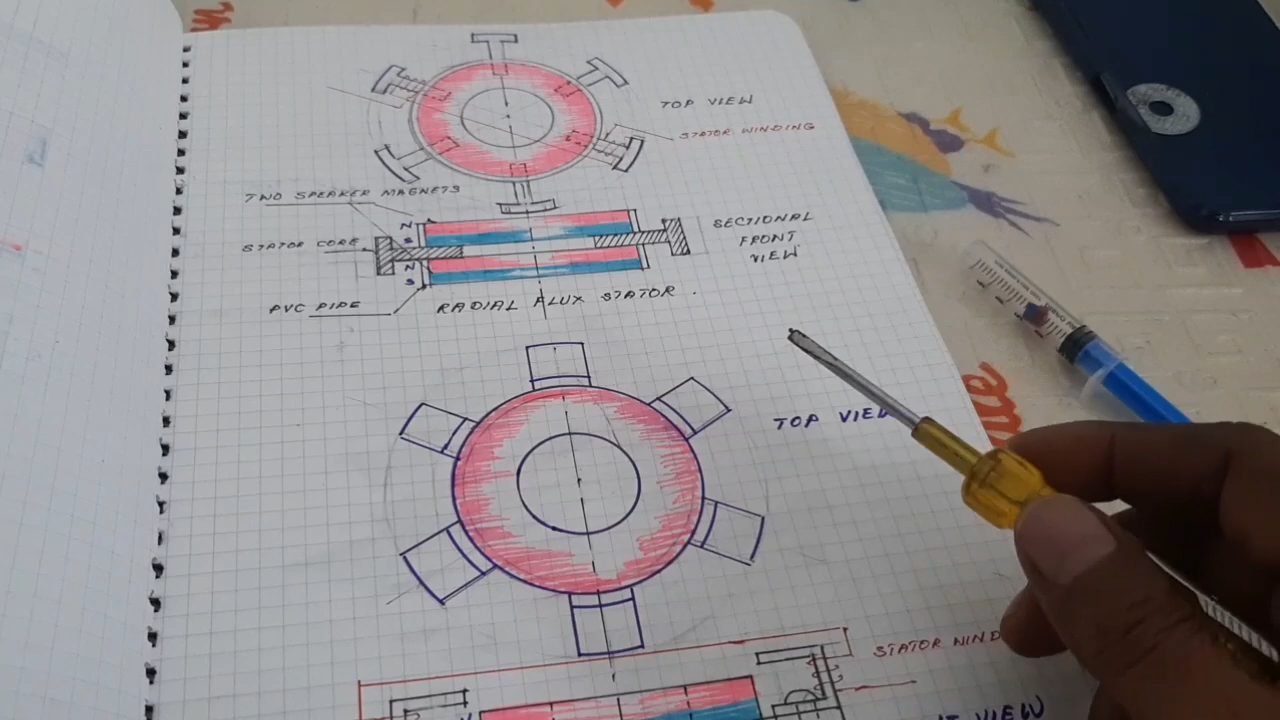 TOP VIEW
STATOR WINDING
TWO SPEAKER MAGNETS
N
S
STATOR CORE
N
S
SECTIONAL
FRONT
VIEW
PVC PIPE
RADIAL FLUX STATOR.
TOP VIEW
STATOR WIND
VIEW